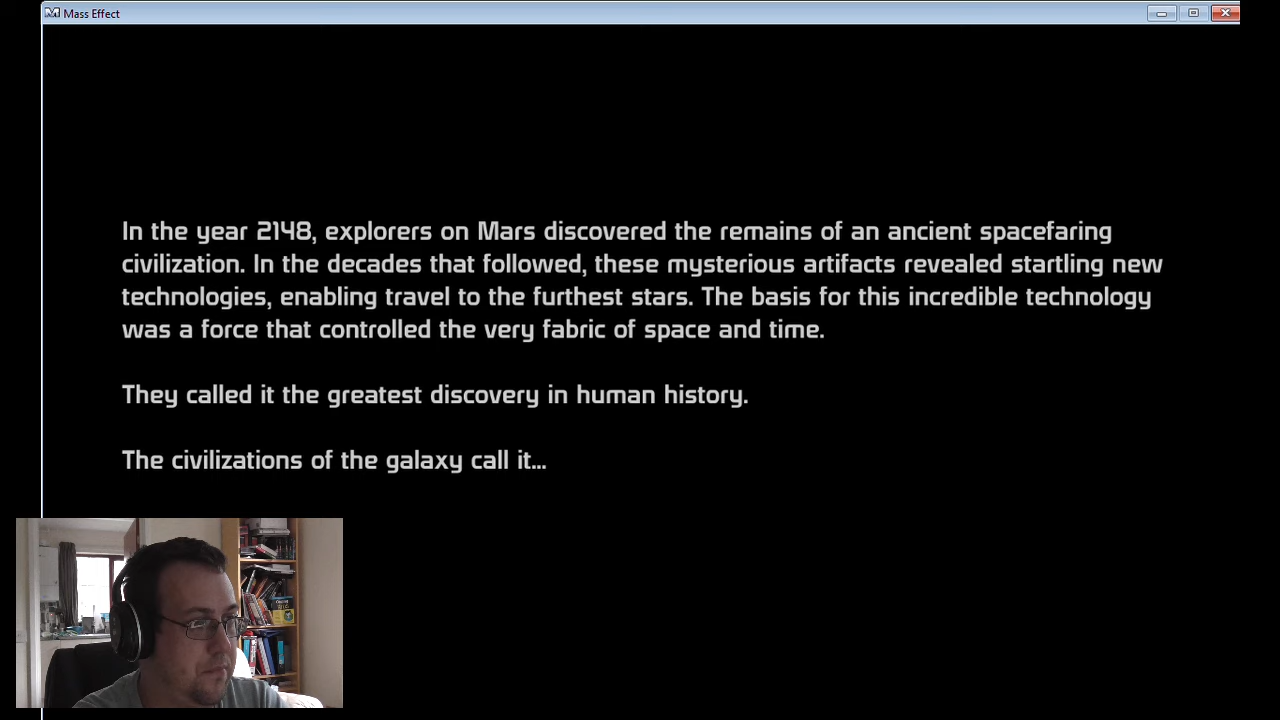 Mass Effect
In the year 2148, explorers on Mars discovered the remains of an ancient spacefaring
civilization. In the decades that followed, these mysterious artifacts revealed startling new
technologies, enabling travel to the furthest stars. The basis for this incredible technology
was a force that controlled the very fabric of space and time.
They called it the greatest discovery in human history.
The civilizations of the galaxy call it...